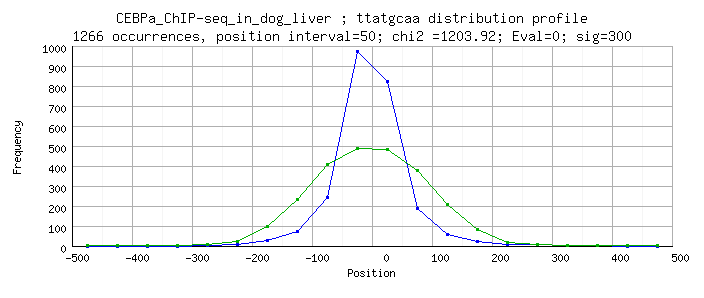 CEBPa_ChIP-seq_in_dog_liver ; ttatgcaa distribution profile
1266 occurrences, position interval=50; chi2 =1203.92; Eval=0; sig=300
1000
900
800
700
600
500
400
300
200
100
0
Frequency
-500 -400 -300 -200 -100 0 100 200 300 400 500
Position